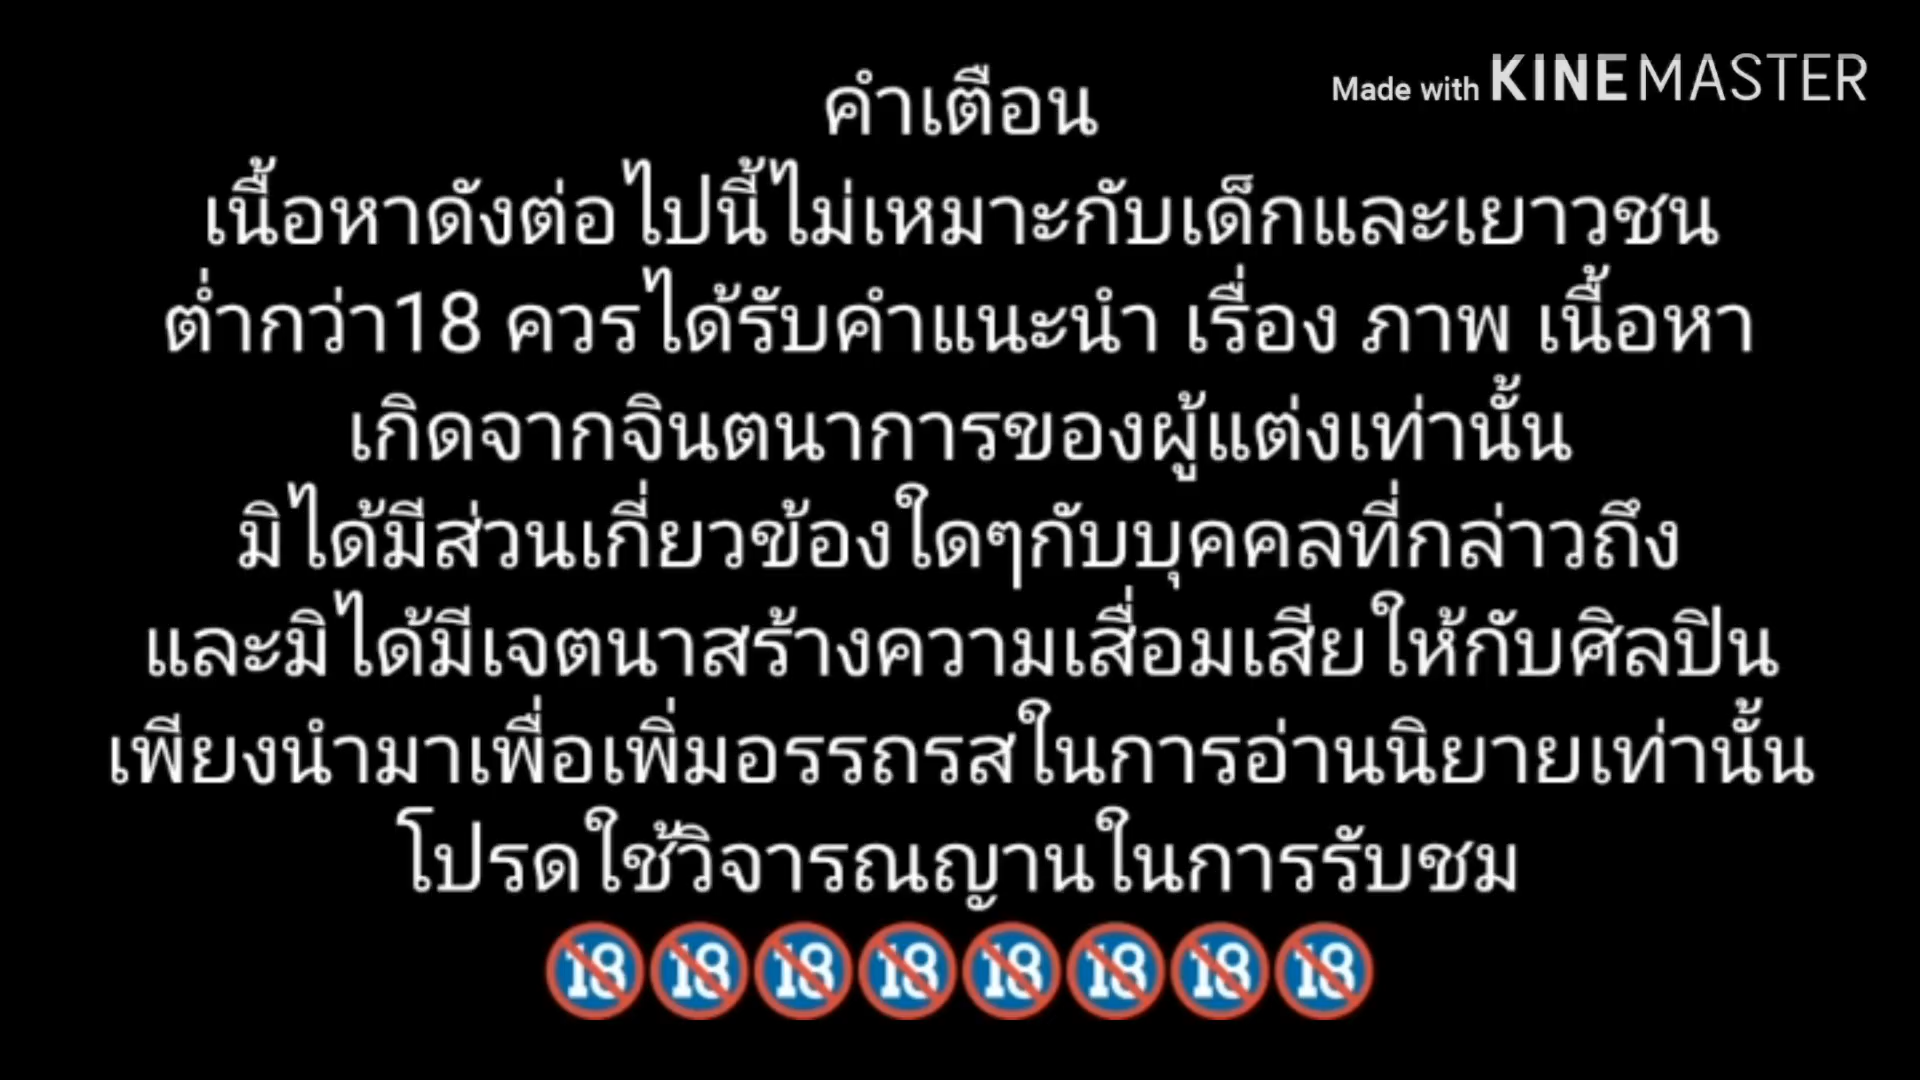 Made with KINEMASTER
คำเตือน
เนื้อหาดังต่อไปนี้ไม่เหมาะกับเด็กและเยาวชน
ต่ำกว่า18 ควรได้รับคำแนะนำ เรื่อง ภาพ เนื้อหา
เกิดจากจินตนาการของผู้แต่งเท่านั้น
มิได้มีส่วนเกี่ยวข้องใดๆกับบุคคลที่กล่าวถึง
และมิได้มีเจตนาสร้างความเสื่อมเสียให้กับศิลปิน
เพียงนำมาเพื่อเพิ่มอรรถรสในการอ่านนิยายเท่านั้น
โปรดใช้วิจารณญานในการรับชม
🔞🔞🔞🔞🔞🔞🔞🔞